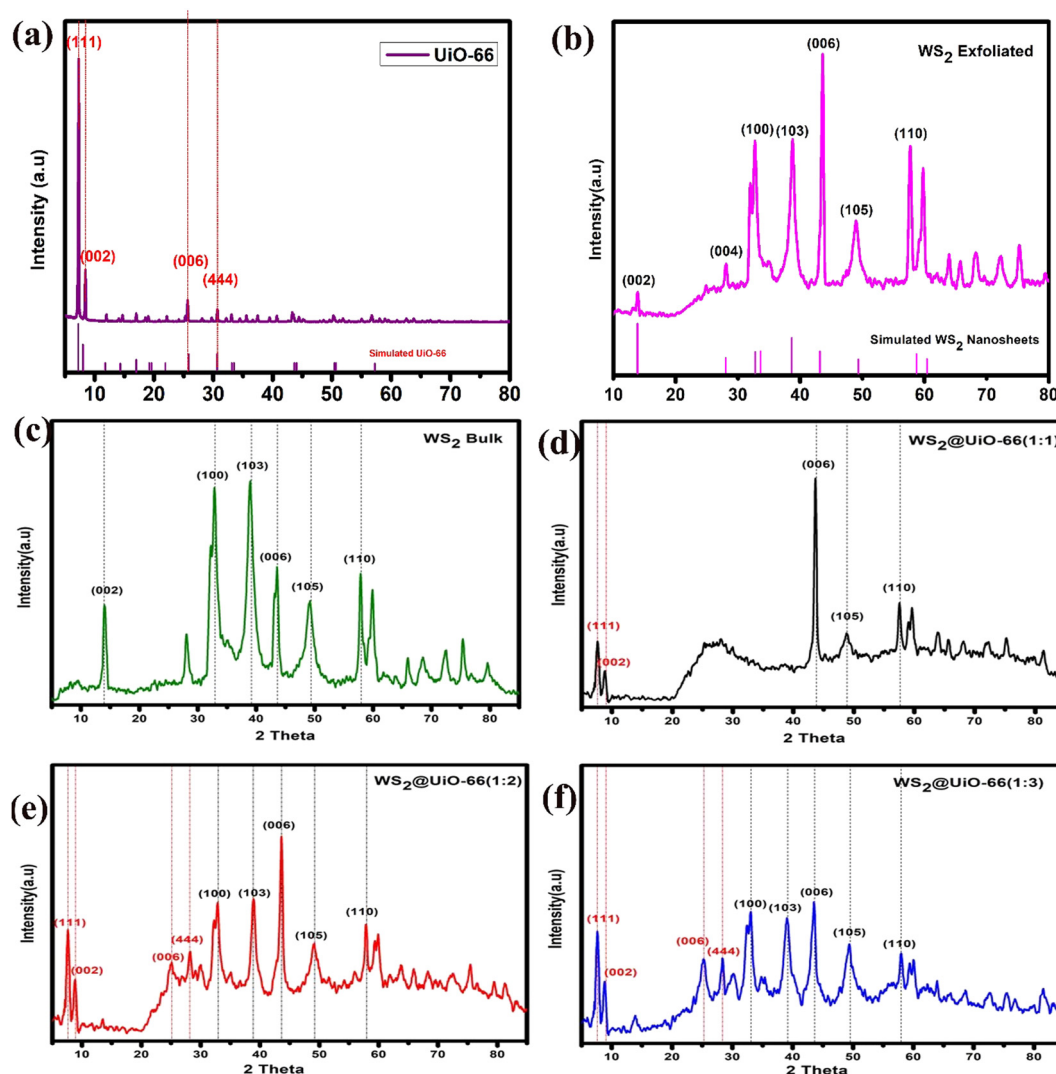 (a)
(111)
UiO-66
(002)
(006)
(444)
Simulated UiO-66
Intensity (a.u)
10 20 30 40 50 60 70 80
(b)
WS2 Exfoliated
(006)
(100)
(103)
(110)
(105)
(004)
(002)
Simulated WS2 Nanosheets
Intensity(a.u)
10 20 30 40 50 60 70 80
(c)
WS2 Bulk
(103)
(100)
(006)
(110)
(105)
(002)
Intensity(a.u)
10 20 30 40 50 60 70 80
2 Theta
(d)
WS2@UiO-66(1:1)
(006)
(110)
(105)
(111)
(002)
Intensity(a.u)
10 20 30 40 50 60 70 80
2 Theta
(e)
WS2@UiO-66(1:2)
(006)
(100)
(103)
(110)
(111)
(105)
(444)
(006)
(002)
Intensity(a.u)
10 20 30 40 50 60 70 80
2 Theta
(f)
WS2@UiO-66(1:3)
(006)
(100)
(103)
(111)
(105)
(006)
(444)
(110)
(002)
Intensity(a.u)
10 20 30 40 50 60 70 80
2 Theta